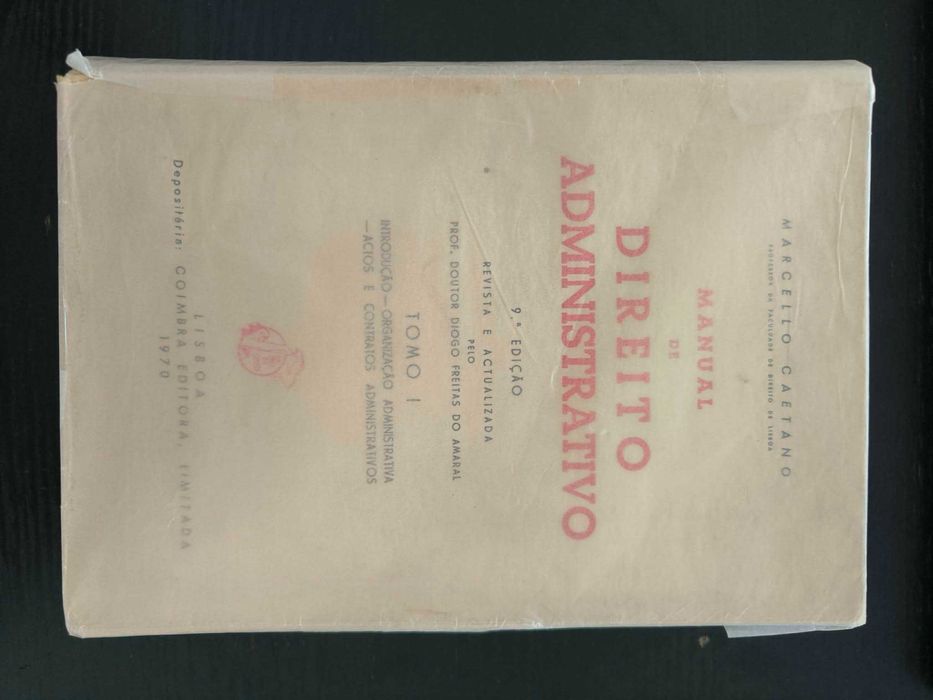 MARCELLO CAETANO
PROFESSOR DA FACULDADE DE DIREITO DE LISBOA
MANUAL
DE
DIREITO
ADMINISTRATIVO
9.ª EDIÇÃO
REVISTA E ACTUALIZADA
PELO
PROF. DOUTOR DIOGO FREITAS DO AMARAL
TOMO I
INTRODUÇÃO — ORGANIZAÇÃO ADMINISTRATIVA
— ACTOS E CONTRATOS ADMINISTRATIVOS
LISBOA
Depositária: COIMBRA EDITORA, LIMITADA
1970